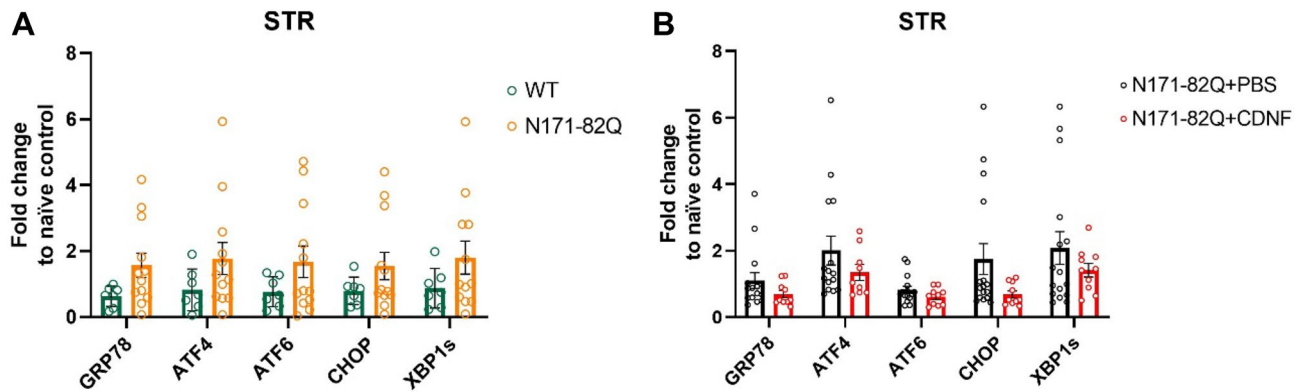 A
STR
Fold change
to naïve control
8
6
4
2
0
GRP78
ATF4
ATF6
CHOP
XBP1s
WT
N171-82Q
B
STR
Fold change
to naïve control
8
6
4
2
0
GRP78
ATF4
ATF6
CHOP
XBP1s
N171-82Q+PBS
N171-82Q+CDNF